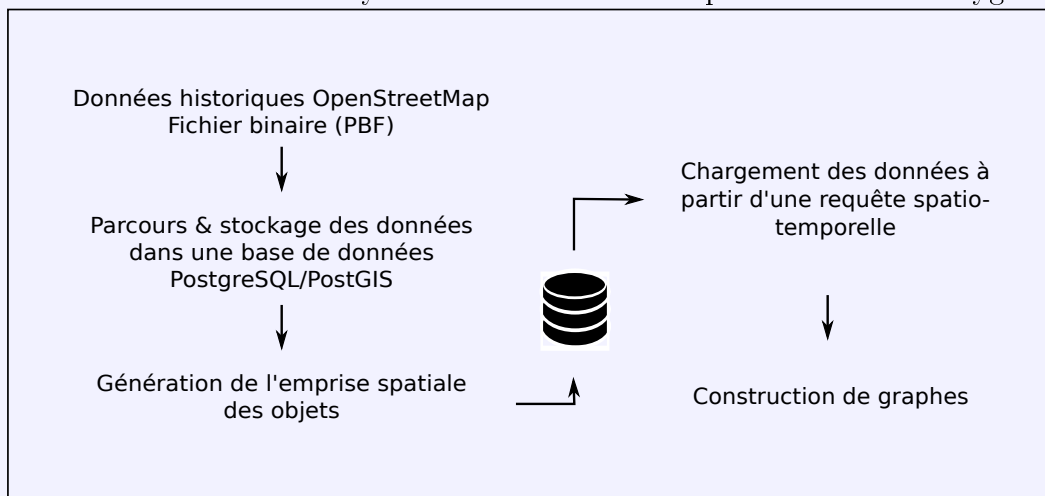 Données historiques OpenStreetMap
Fichier binaire (PBF)
Parcours & stockage des données
dans une base de données
PostgreSQL/PostGIS
Génération de l'emprise spatiale
des objets
Chargement des données à
partir d'une requête spatio-
temporelle
Construction de graphes